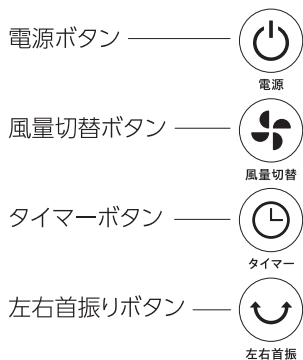 電源ボタン
電源
風量切替ボタン
風量切替
タイマーボタン
タイマー
左右首振りボタン
左右首振